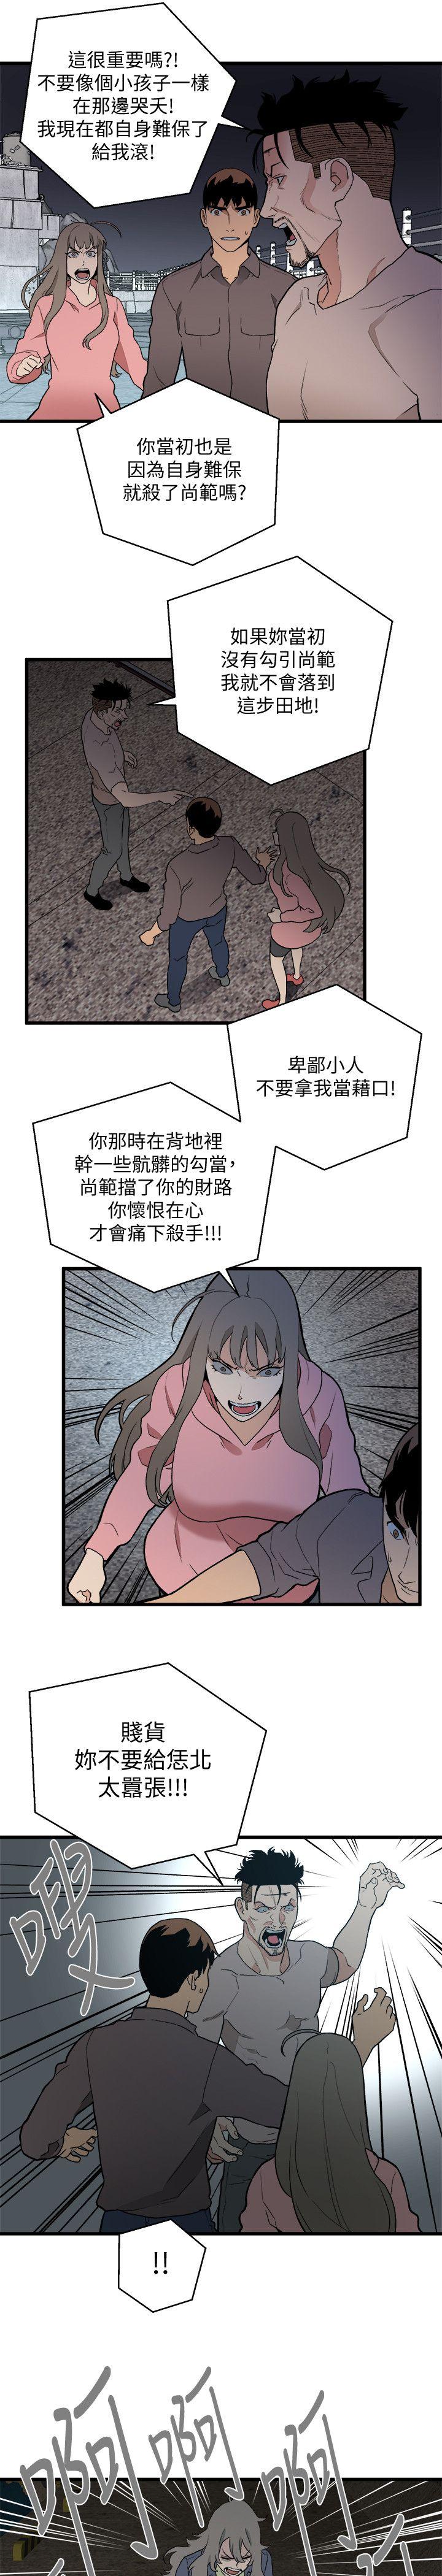 這很重要嗎?!
不要像個小孩子一樣
在那邊哭夭!
我現在都自身難保了
給我滾!
你當初也是
因為自身難保
就殺了尚範嗎?
如果妳當初
沒有勾引尚範
我就不會落到
這步田地!
卑鄙小人
不要拿我當藉口!
你那時在背地裡
幹一些骯髒的勾當,
尚範擋了你的財路
你懷恨在心
才會痛下殺手!!!
賤貨
妳不要給恁北
太囂張!!!
!!
啊
啊
啊